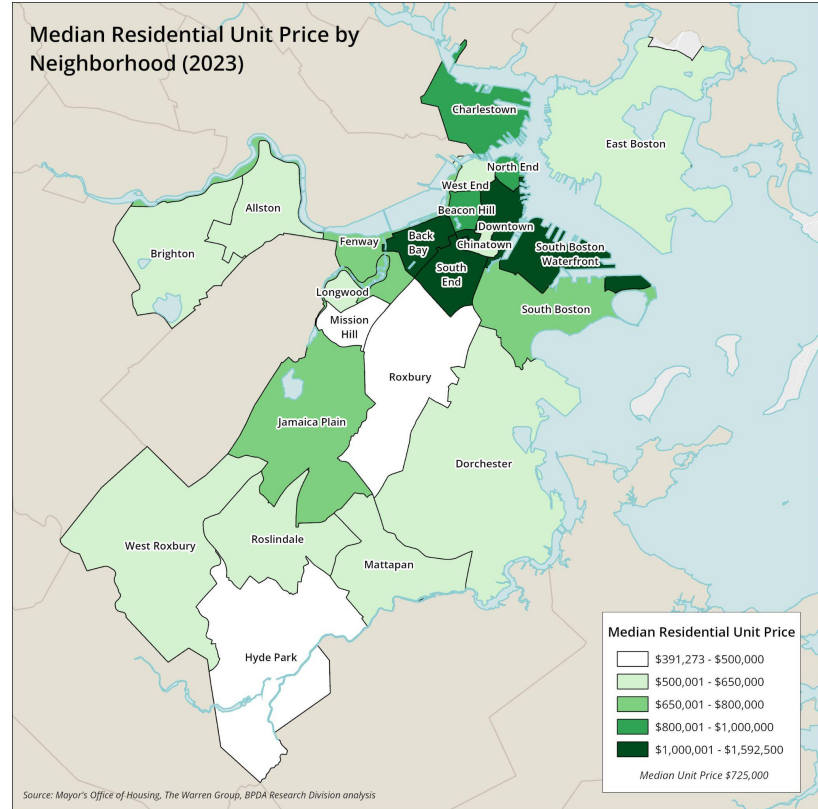 Median Residential Unit Price by
Neighborhood (2023)
Charlestown
East Boston
North End
West End
Beacon Hill
Allston
Downtown
Fenway
Back
Bay
Chinatown
South Boston
Waterfront
Brighton
South
End
Longwood
South Boston
Mission
Hill
Roxbury
Jamaica Plain
Dorchester
West Roxbury
Roslindale
Mattapan
Hyde Park
Median Residential Unit Price
$391,273 - $500,000
$500,001 - $650,000
$650,001 - $800,000
$800,001 - $1,000,000
$1,000,001 - $1,592,500
Median Unit Price $725,000
Source: Mayor's Office of Housing, The Warren Group, BPDA Research Division analysis